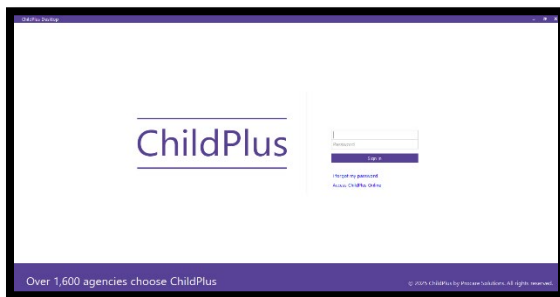 ChildPlus Desktop
ChildPlus
Password
Sign in
I forgot my password
Access ChildPlus Online
Over 1,600 agencies choose ChildPlus
© 2025 ChildPlus by Procare Solutions. All rights reserved.